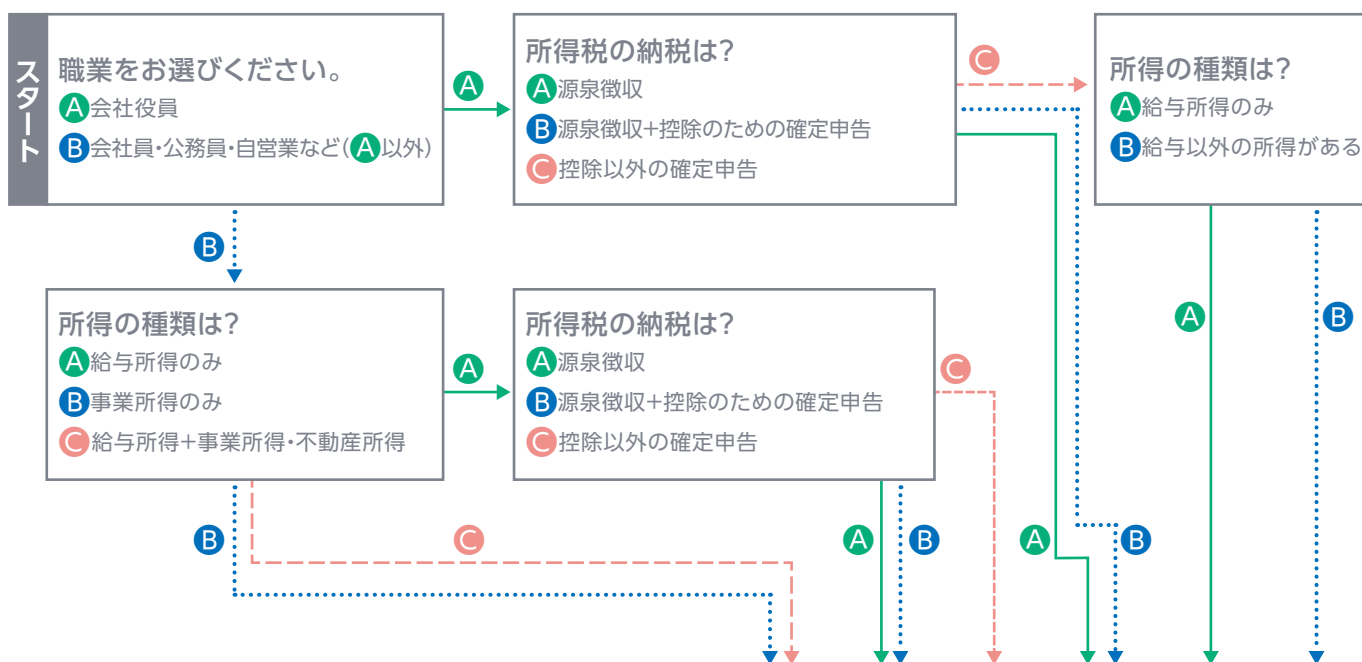 スタート
職業をお選びください。
A会社役員
B会社員・公務員・自営業など(A以外)
A
所得税の納税は?
A源泉徴収
B源泉徴収+控除のための確定申告
C控除以外の確定申告
C
所得の種類は?
A給与所得のみ
B給与以外の所得がある
B
所得の種類は?
A給与所得のみ
B事業所得のみ
C給与所得+事業所得・不動産所得
A
所得税の納税は?
A源泉徴収
B源泉徴収+控除のための確定申告
C控除以外の確定申告
C
A
B
B
C
A
B
A
B